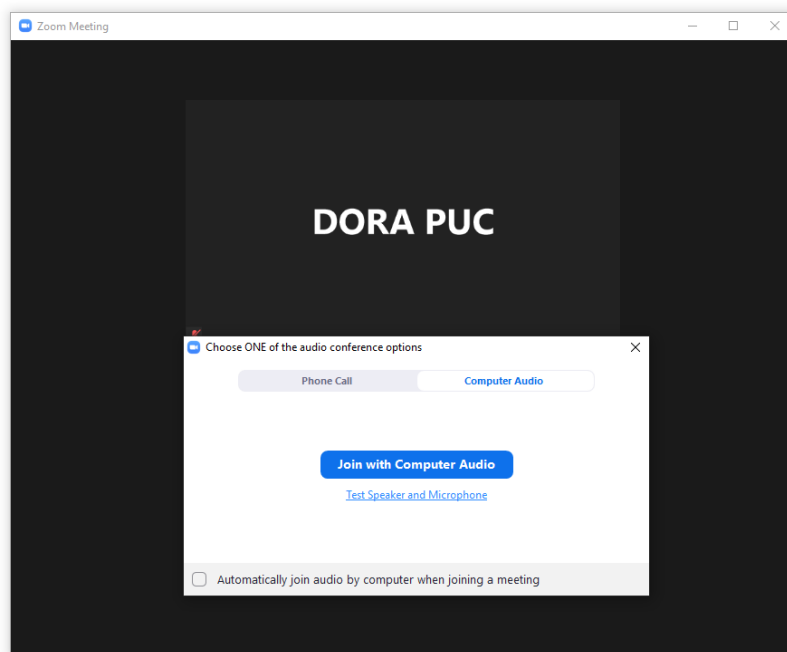 Zoom Meeting
DORA PUC
Choose ONE of the audio conference options
Phone Call
Computer Audio
Join with Computer Audio
Test Speaker and Microphone
Automatically join audio by computer when joining a meeting